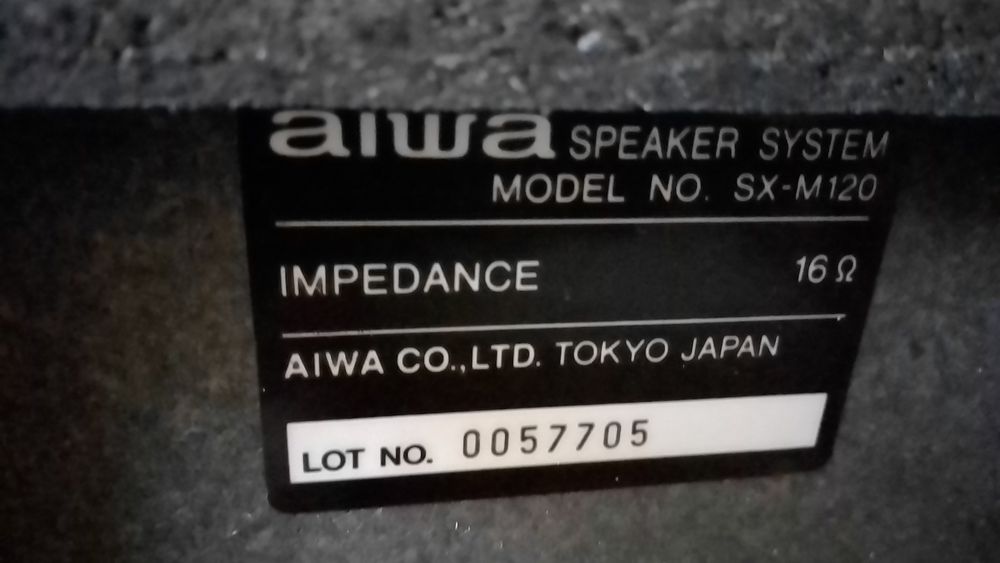 aiwa SPEAKER SYSTEM
MODEL NO. SX-M120
IMPEDANCE 16 Ω
AIWA CO.,LTD. TOKYO JAPAN
LOT NO. 0057705